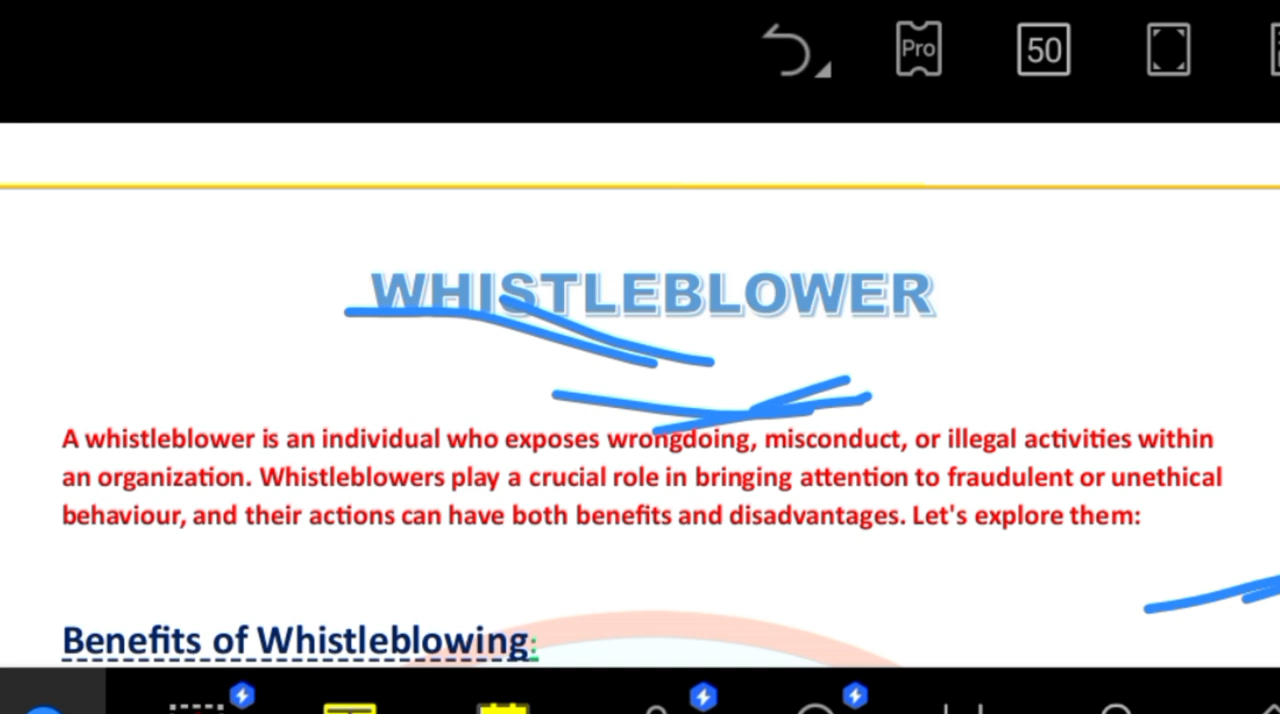 Pro
50
WHISTLEBLOWER
A whistleblower is an individual who exposes wrongdoing, misconduct, or illegal activities within
an organization. Whistleblowers play a crucial role in bringing attention to fraudulent or unethical
behaviour, and their actions can have both benefits and disadvantages. Let's explore them:
Benefits of Whistleblowing: